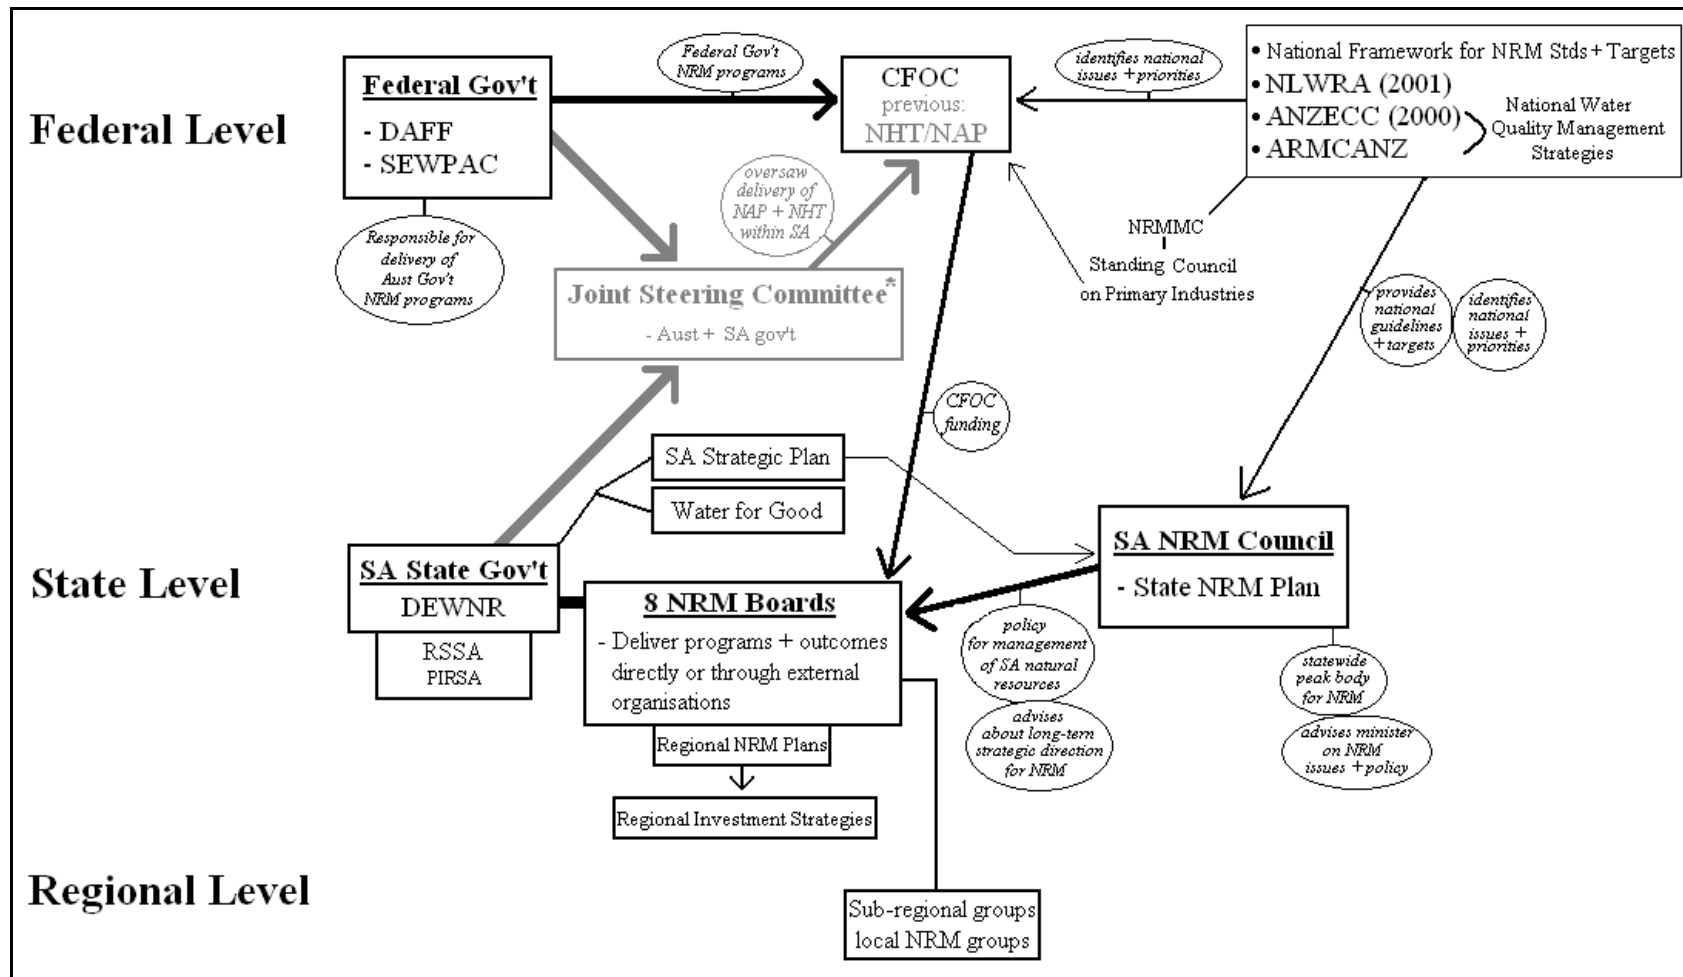 Federal Level
Federal Gov't
- DAFF
- SEWPAC
Responsible for
delivery of
Aust Gov't
NRM programs
Federal Gov't
NRM programs
CFOC
previous:
NHT/NAP
identifies national
issues + priorities
• National Framework for NRM Stds + Targets
• NLWRA (2001)
• ANZECC (2000)
• ARMCANZ
National Water
Quality Management
Strategies
oversaw
delivery of
NAP + NHT
within SA
NRMMC
Standing Council
on Primary Industries
Joint Steering Committee*
- Aust + SA gov't
provides
national
guidelines
+ targets
identifies
national
issues +
priorities
CFOC
funding
SA Strategic Plan
Water for Good
State Level
SA State Gov't
DEWNR
RSSA
PIRSA
8 NRM Boards
- Deliver programs + outcomes
directly or through external
organisations
Regional NRM Plans
Regional Investment Strategies
SA NRM Council
- State NRM Plan
policy
for management
of SA natural
resources
advises
about long-term
strategic direction
for NRM
statewide
peak body
for NRM
advises minister
on NRM
issues + policy
Regional Level
Sub-regional groups
local NRM groups